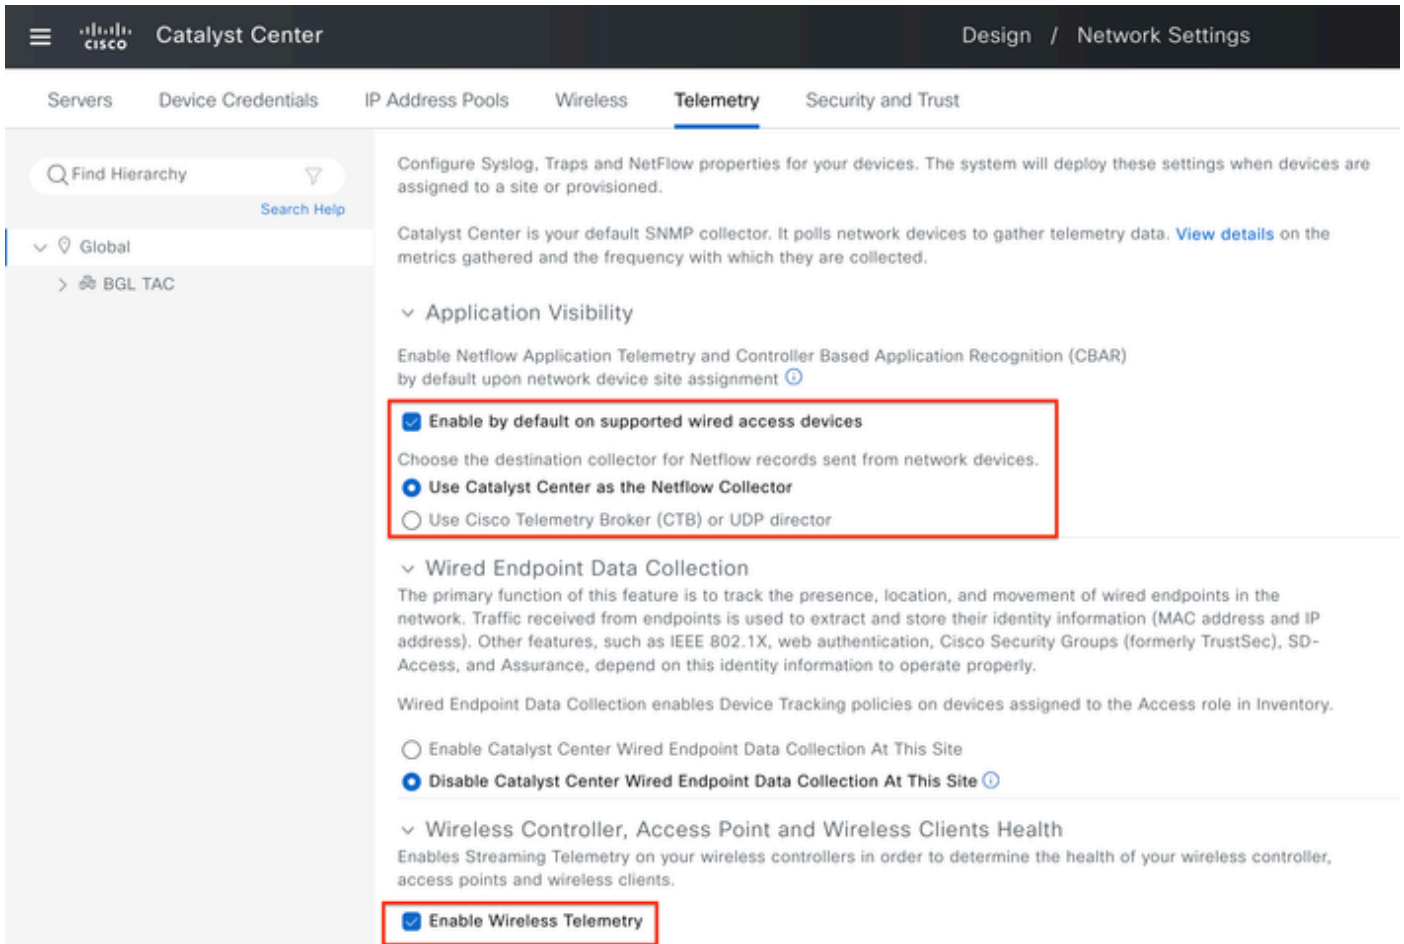 CISCO Catalyst Center Design / Network Settings
Servers Device Credentials IP Address Pools Wireless Telemetry Security and Trust
Find Hierarchy
Search Help
Global
BGL TAC
Configure Syslog, Traps and NetFlow properties for your devices. The system will deploy these settings when devices are
assigned to a site or provisioned.
Catalyst Center is your default SNMP collector. It polls network devices to gather telemetry data. View details on the
metrics gathered and the frequency with which they are collected.
Application Visibility
Enable Netflow Application Telemetry and Controller Based Application Recognition (CBAR)
by default upon network device site assignment
Enable by default on supported wired access devices
Choose the destination collector for Netflow records sent from network devices.
Use Catalyst Center as the Netflow Collector
Use Cisco Telemetry Broker (CTB) or UDP director
Wired Endpoint Data Collection
The primary function of this feature is to track the presence, location, and movement of wired endpoints in the
network. Traffic received from endpoints is used to extract and store their identity information (MAC address and IP
address). Other features, such as IEEE 802.1X, web authentication, Cisco Security Groups (formerly TrustSec), SD-
Access, and Assurance, depend on this identity information to operate properly.
Wired Endpoint Data Collection enables Device Tracking policies on devices assigned to the Access role in Inventory.
Enable Catalyst Center Wired Endpoint Data Collection At This Site
Disable Catalyst Center Wired Endpoint Data Collection At This Site
Wireless Controller, Access Point and Wireless Clients Health
Enables Streaming Telemetry on your wireless controllers in order to determine the health of your wireless controller,
access points and wireless clients.
Enable Wireless Telemetry